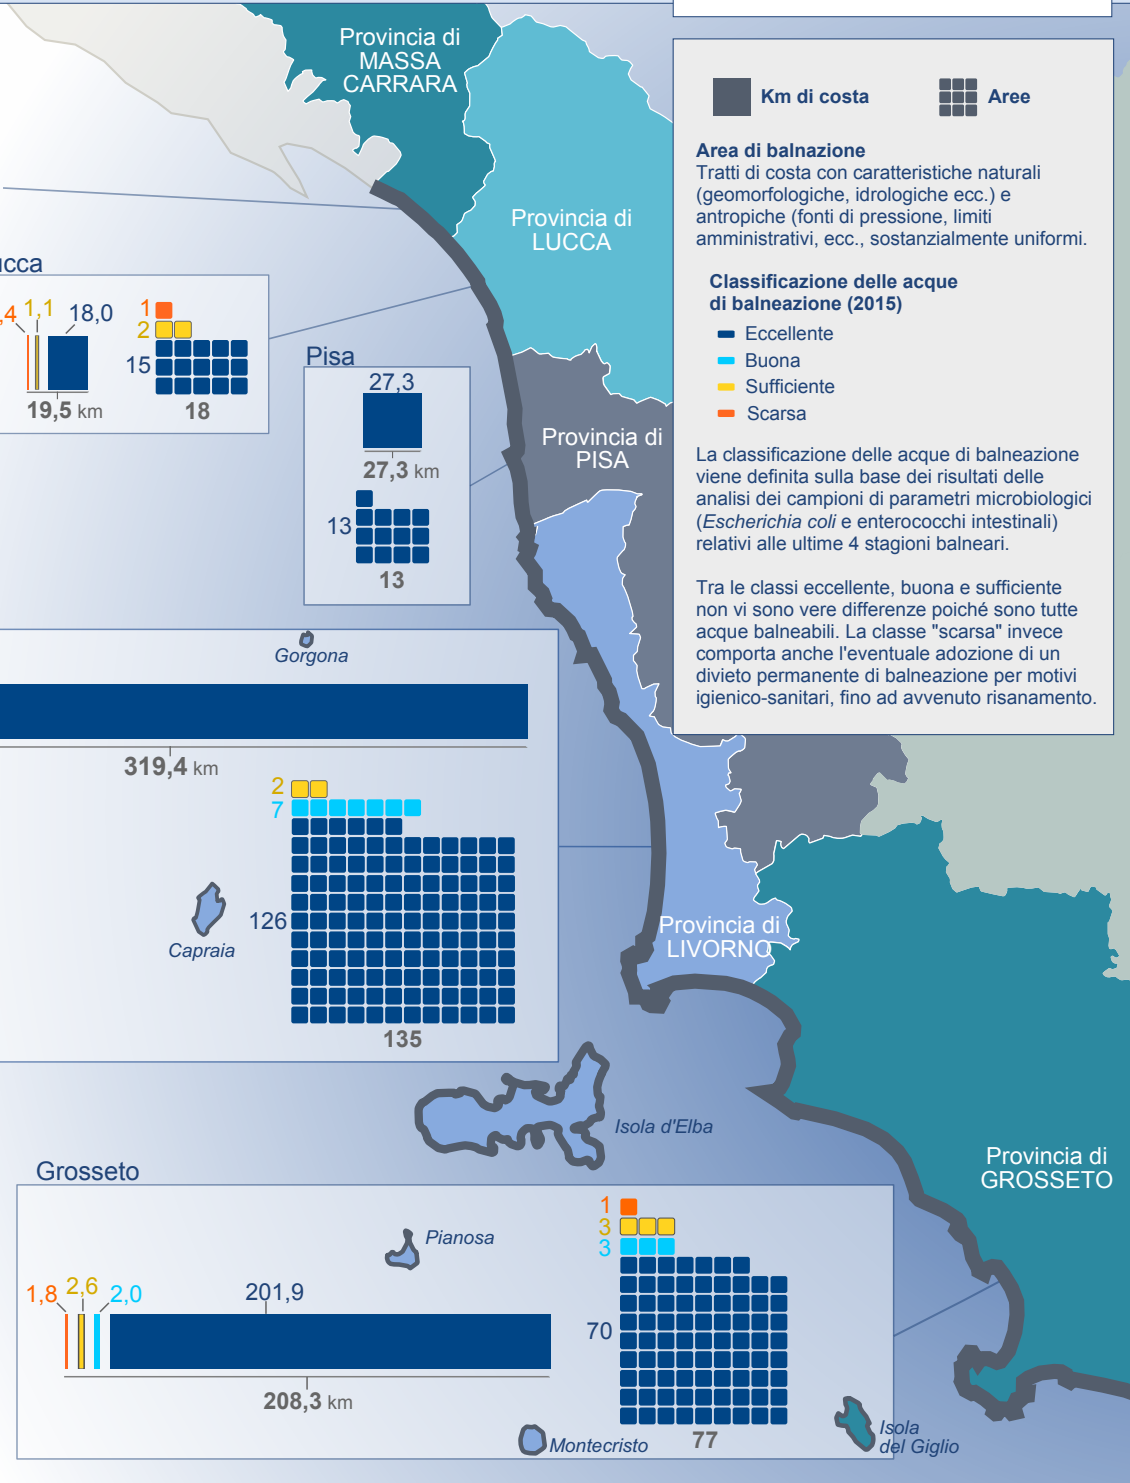 Provincia di
MASSA
CARRARA
Provincia di
LUCCA
Km di costa
Aree
Area di balnazione
Tratti di costa con caratteristiche naturali
(geomorfologiche, idrologiche ecc.) e
antropiche (fonti di pressione, limiti
amministrativi, ecc., sostanzialmente uniformi.
Classificazione delle acque
di balneazione (2015)
Eccellente
Buona
Sufficiente
Scarsa
La classificazione delle acque di balneazione
viene definita sulla base dei risultati delle
analisi dei campioni di parametri microbiologici
(Escherichia coli e enterococchi intestinali)
relativi alle ultime 4 stagioni balneari.
Tra le classi eccellente, buona e sufficiente
non vi sono vere differenze poiché sono tutte
acque balneabili. La classe "scarsa" invece
comporta anche l'eventuale adozione di un
divieto permanente di balneazione per motivi
igienico-sanitari, fino ad avvenuto risanamento.
ucca
,4 1,1 18,0
19,5 km
1
2
15
18
Pisa
27,3
27,3 km
13
13
Provincia di
PISA
Gorgona
319,4 km
2
7
126
135
Capraia
Provincia di
LIVORNO
Isola d'Elba
Provincia di
GROSSETO
Grosseto
Pianosa
1,8 2,6 2,0 201,9
208,3 km
1
3
3
70
77
Montecristo
Isola
del Giglio